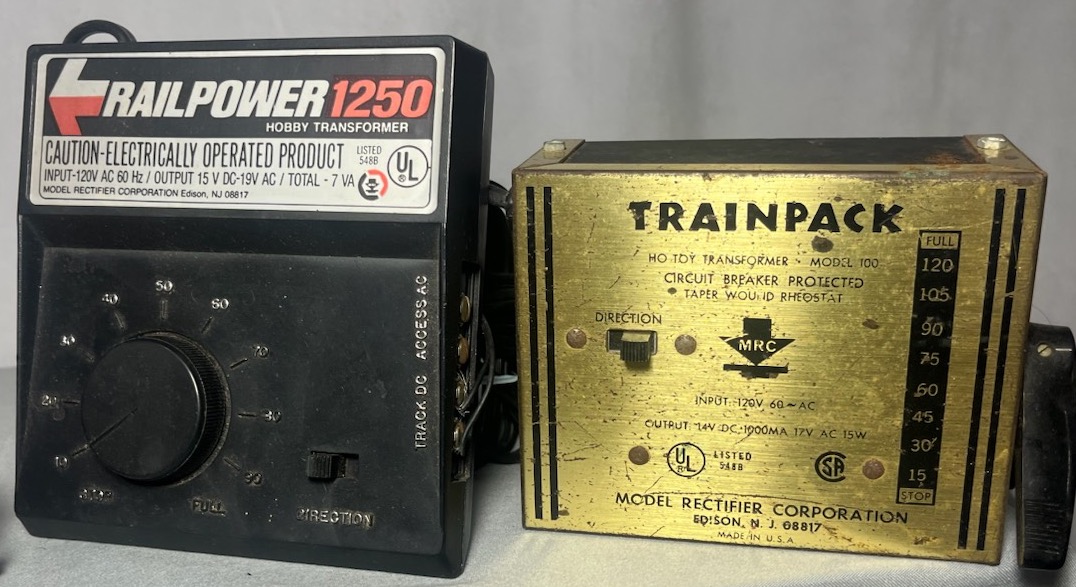 RAILPOWER 1250
HOBBY TRANSFORMER
CAUTION-ELECTRICALLY OPERATED PRODUCT
LISTED
548B
UL
INPUT-120V AC 60 Hz / OUTPUT 15 V DC-19V AC / TOTAL - 7 VA
MODEL RECTIFIER CORPORATION Edison, NJ 08817
50
40
60
30
70
20
80
10
90
STOP
FULL
DIRECTION
TRACK DC ACCESS AC
TRAINPACK
HO TOY TRANSFORMER • MODEL 100
CIRCUIT BREAKER PROTECTED
TAPER WOUND RHEOSTAT
DIRECTION
MRC
INPUT: 120V 60~AC
OUTPUT: 14V DC-1000MA 17V AC 15W
UL
LISTED
548B
SA
MODEL RECTIFIER CORPORATION
EDISON, N. J. 08817
MADE IN U.S.A.
FULL
120
105
90
75
60
45
30
15
STOP